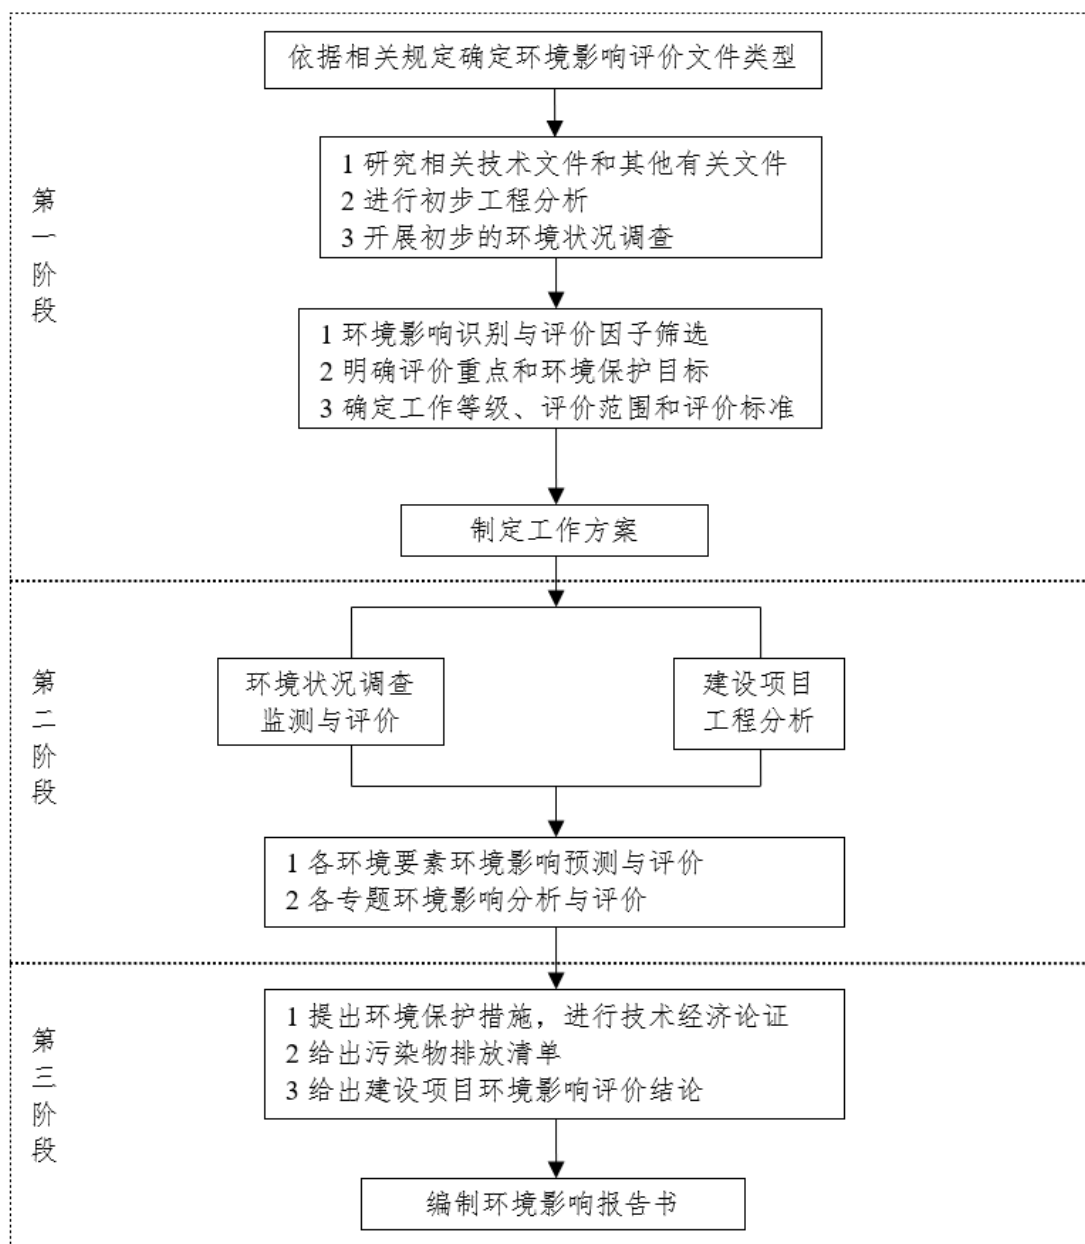 依据相关规定确定环境影响评价文件类型
1 研究相关技术文件和其他有关文件
2 进行初步工程分析
3 开展初步的环境状况调查
第一阶段
1 环境影响识别与评价因子筛选
2 明确评价重点和环境保护目标
3 确定工作等级、评价范围和评价标准
制定工作方案
第二阶段
环境状况调查
监测与评价
建设项目
工程分析
1 各环境要素环境影响预测与评价
2 各专题环境影响分析与评价
第三阶段
1 提出环境保护措施，进行技术经济论证
2 给出污染物排放清单
3 给出建设项目环境影响评价结论
编制环境影响报告书